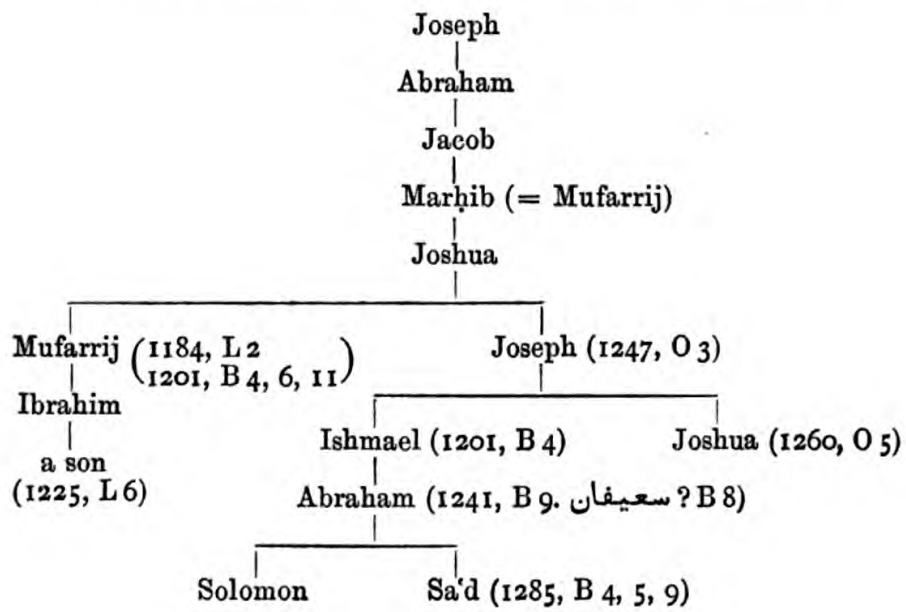 Joseph
Abraham
Jacob
Marḥib (= Mufarrij)
Joshua
Mufarrij (1184, L 2
1201, B 4, 6, 11)
Joseph (1247, O 3)
Ibrahim
Ishmael (1201, B 4)
Joshua (1260, O 5)
a son
(1225, L 6)
Abraham (1241, B 9. سعيفان ? B 8)
Solomon
Sa‘d (1285, B 4, 5, 9)